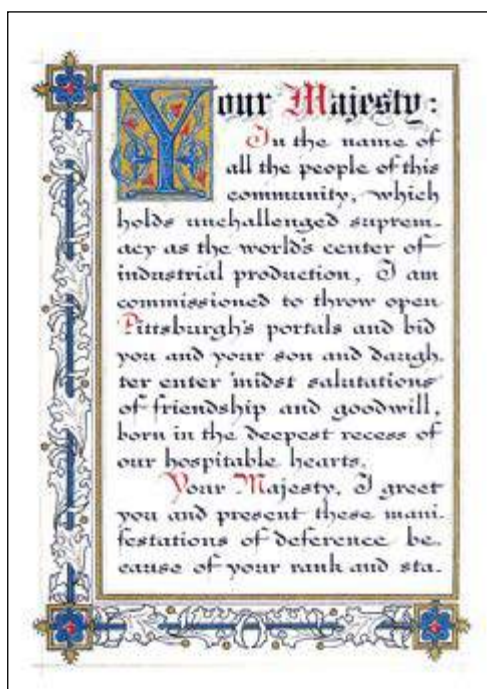 Your Majesty:
In the name of
all the people of this
community, which
holds unchallenged suprem-
acy as the world's center of
industrial production, I am
commissioned to throw open
Pittsburgh's portals and bid
you and your son and daugh-
ter enter 'midst salutations
of friendship and goodwill,
born in the deepest recess of
our hospitable hearts.
Your Majesty, I greet
you and present these mani-
festations of deference be-
cause of your rank and sta-